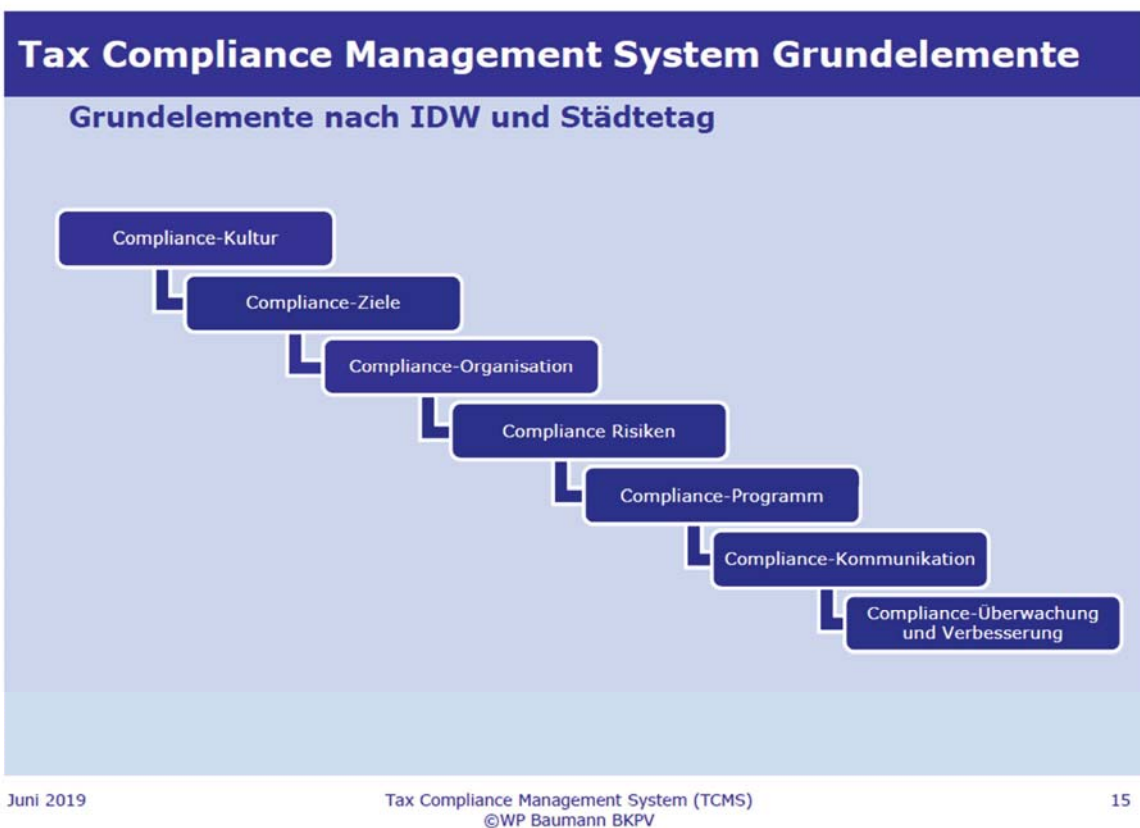 Tax Compliance Management System Grundelemente
Grundelemente nach IDW und Städtetag
Compliance-Kultur
Compliance-Ziele
Compliance-Organisation
Compliance Risiken
Compliance-Programm
Compliance-Kommunikation
Compliance-Überwachung
und Verbesserung
Juni 2019
Tax Compliance Management System (TCMS)
©WP Baumann BKPV
15